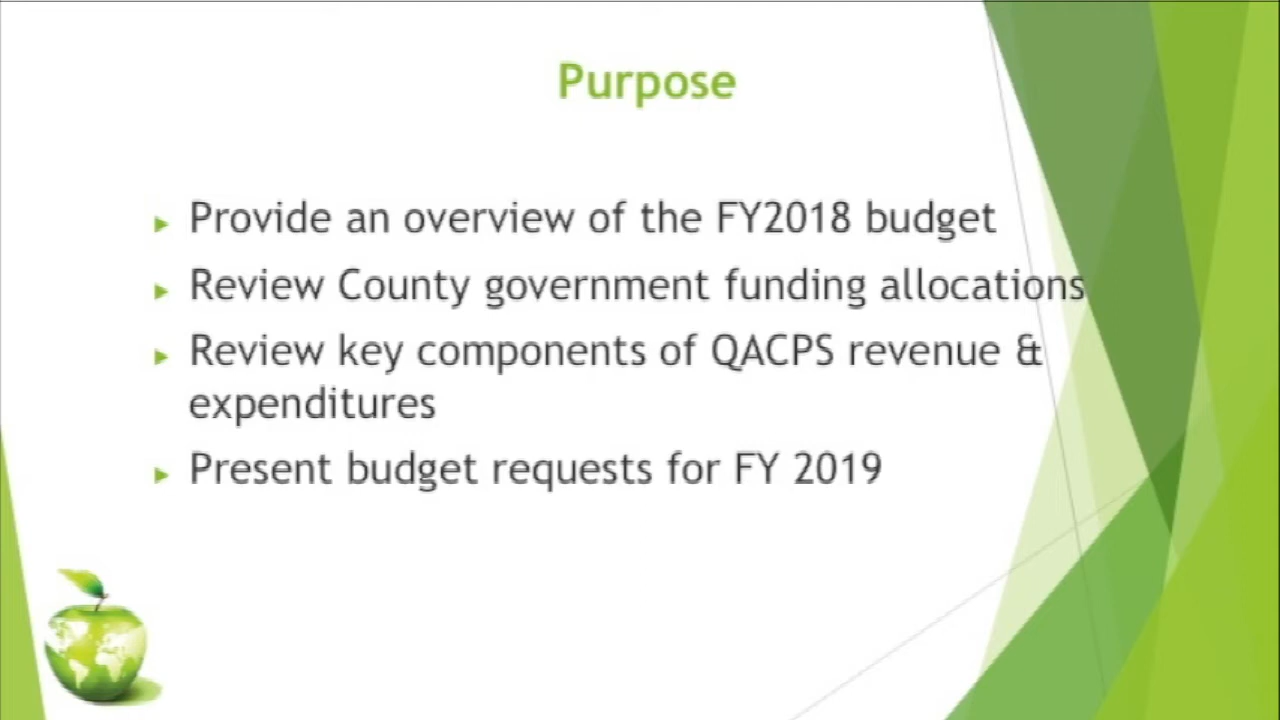 Purpose
Provide an overview of the FY2018 budget
Review County government funding allocations
Review key components of QACPS revenue &
expenditures
Present budget requests for FY 2019